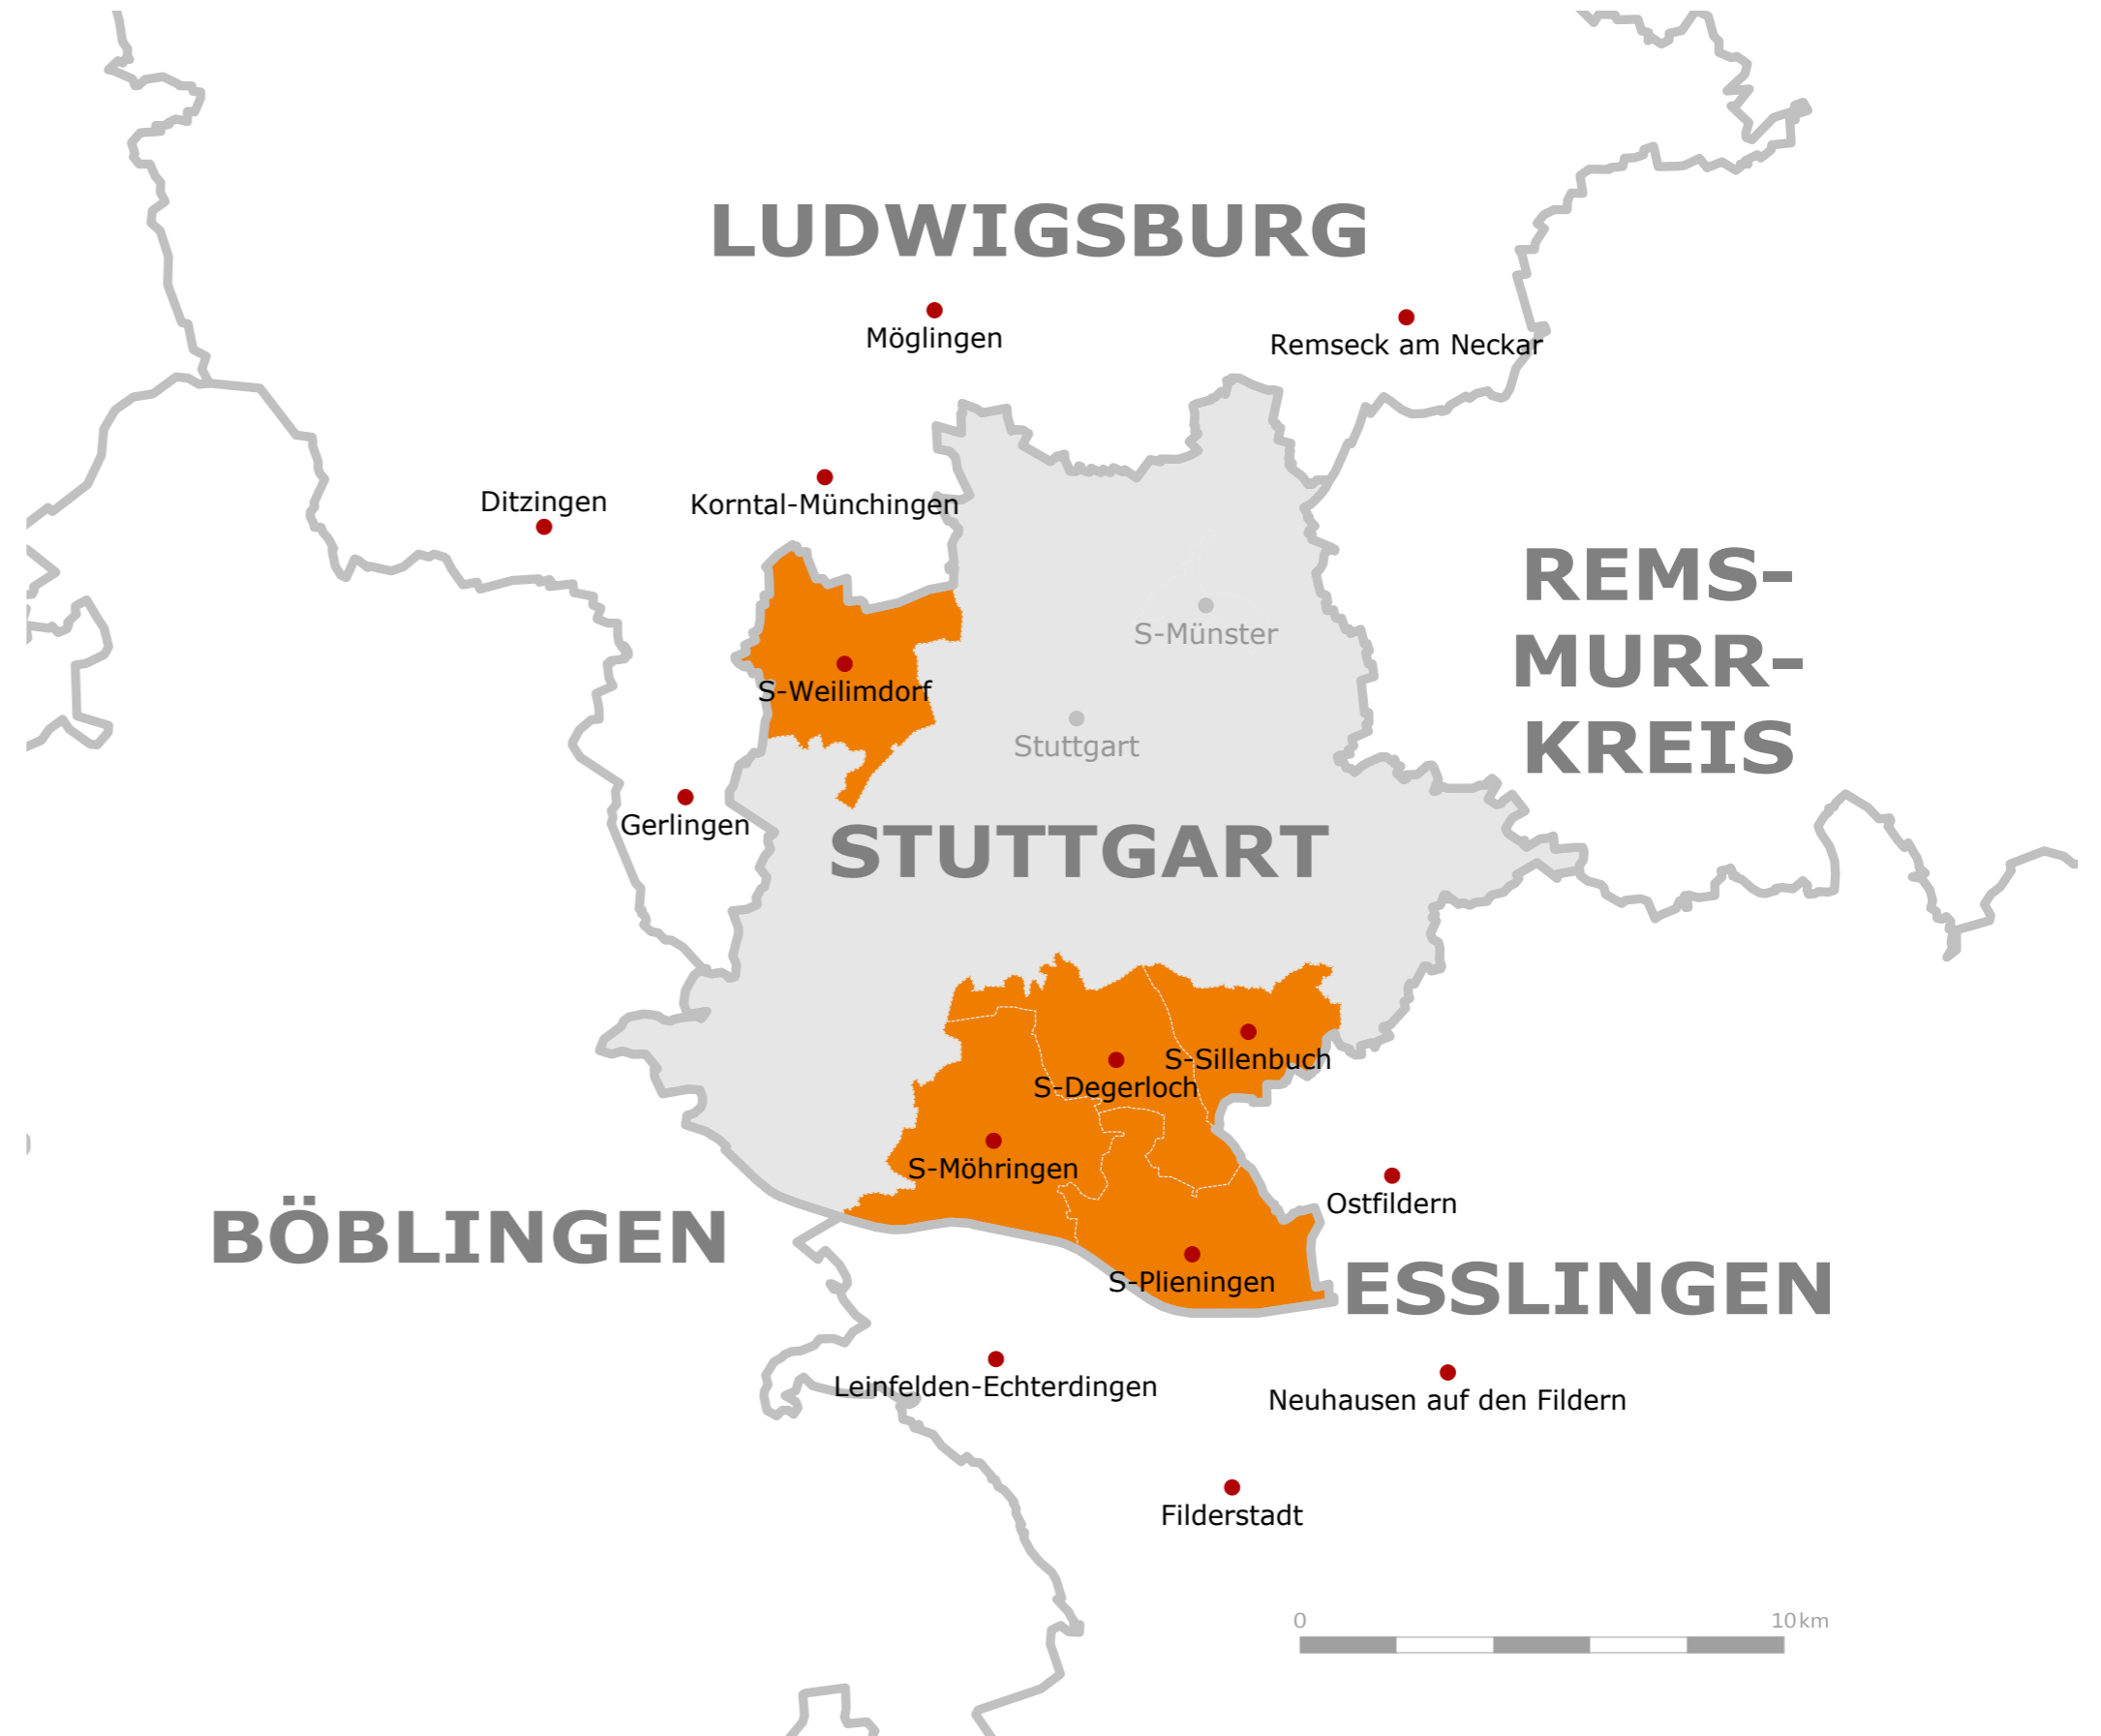 LUDWIGSBURG
Möglingen
Remseck am Neckar
Ditzingen
Korntal-Münchingen
REMS-
MURR-
KREIS
S-Münster
S-Weilimdorf
Stuttgart
Gerlingen
STUTTGART
S-Sillenbuch
S-Degerloch
S-Möhringen
Ostfildern
BÖBLINGEN
S-Plieningen
ESSLINGEN
Leinfelden-Echterdingen
Neuhausen auf den Fildern
Filderstadt
0 10 km